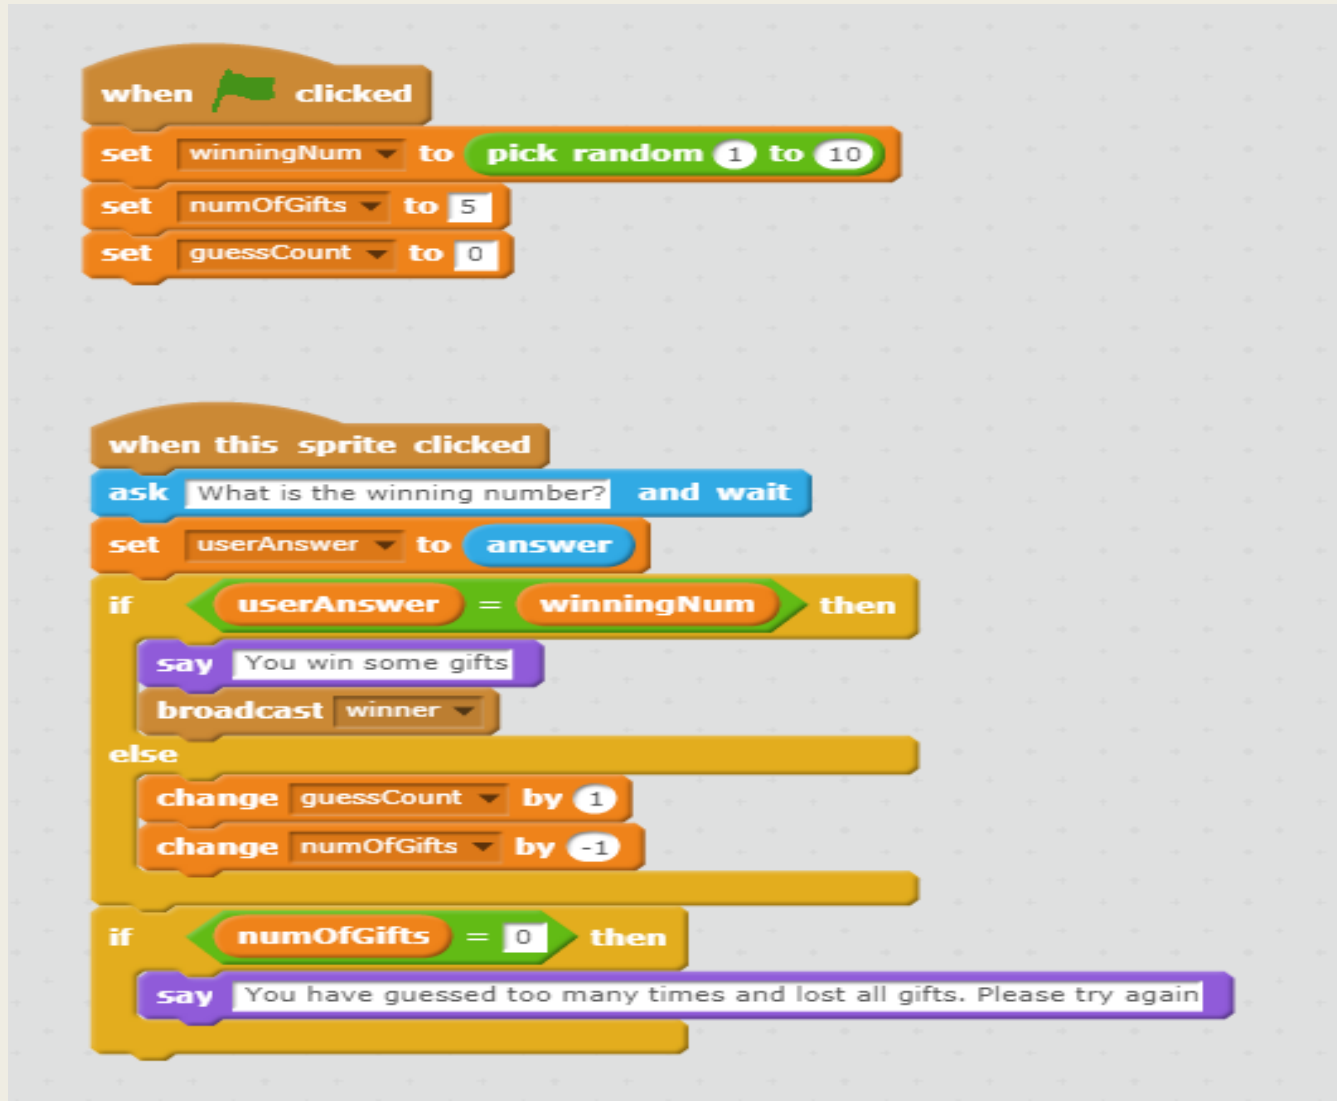 when clicked
set winningNum to pick random 1 to 10
set numOfGifts to 5
set guessCount to 0
when this sprite clicked
ask What is the winning number? and wait
set userAnswer to answer
if userAnswer = winningNum then
say You win some gifts
broadcast winner
else
change guessCount by 1
change numOfGifts by -1
if numOfGifts = 0 then
say You have guessed too many times and lost all gifts. Please try again